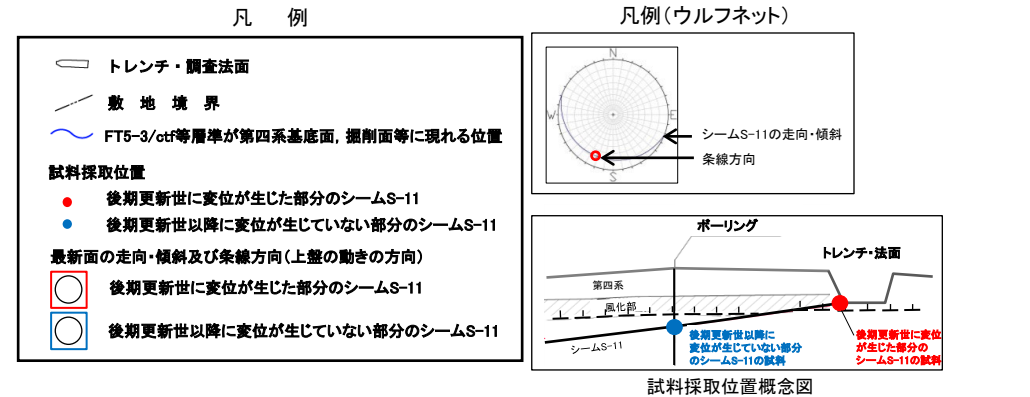 凡　例
トレンチ・調査法面
敷 地 境 界
FT5-3/ctf等層準が第四系基底面，掘削面等に現れる位置
試料採取位置
後期更新世に変位が生じた部分のシームS-11
後期更新世以降に変位が生じていない部分のシームS-11
最新面の走向・傾斜及び条線方向（上盤の動きの方向）
後期更新世に変位が生じた部分のシームS-11
後期更新世以降に変位が生じていない部分のシームS-11
凡例（ウルフネット）
N
W
E
S
シームS-11の走向・傾斜
条線方向
ボーリング
トレンチ・法面
第四系
風化部
シームS-11
後期更新世以降に
変位が生じていない部分
のシームS-11の試料
後期更新世に変位
が生じた部分の
シームS-11の試料
試料採取位置概念図